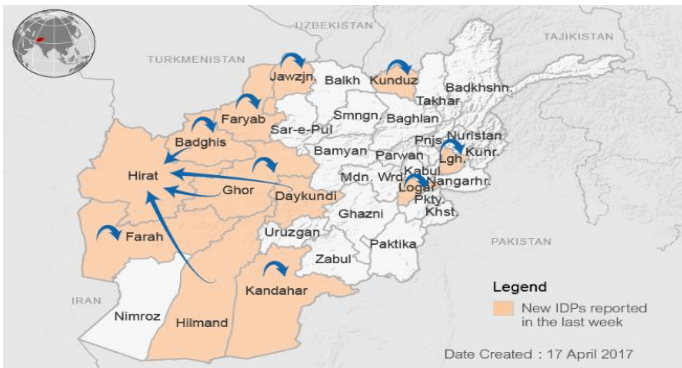 UZBEKISTAN
TAJIKISTAN
TURKMENISTAN
Jawzjn.
Balkh
Kunduz
Badkhshn.
Takhar
Faryab
Smngn.
Baghlan
Sar-e-Pul
Badghis
Pnjs.
Nuristan
Bamyan
Parwan
Kunr.
Lgh.
Hirat
Kabul
Mdn. Wrd.
Nangarhr.
Ghor
Daykundi
Logar
Pkty.
Ghazni
Khst.
Farah
Uruzgan
Paktika
PAKISTAN
Zabul
Kandahar
Legend
IRAN
New IDPs reported
in the last week
Nimroz
Hilmand
Date Created : 17 April 2017